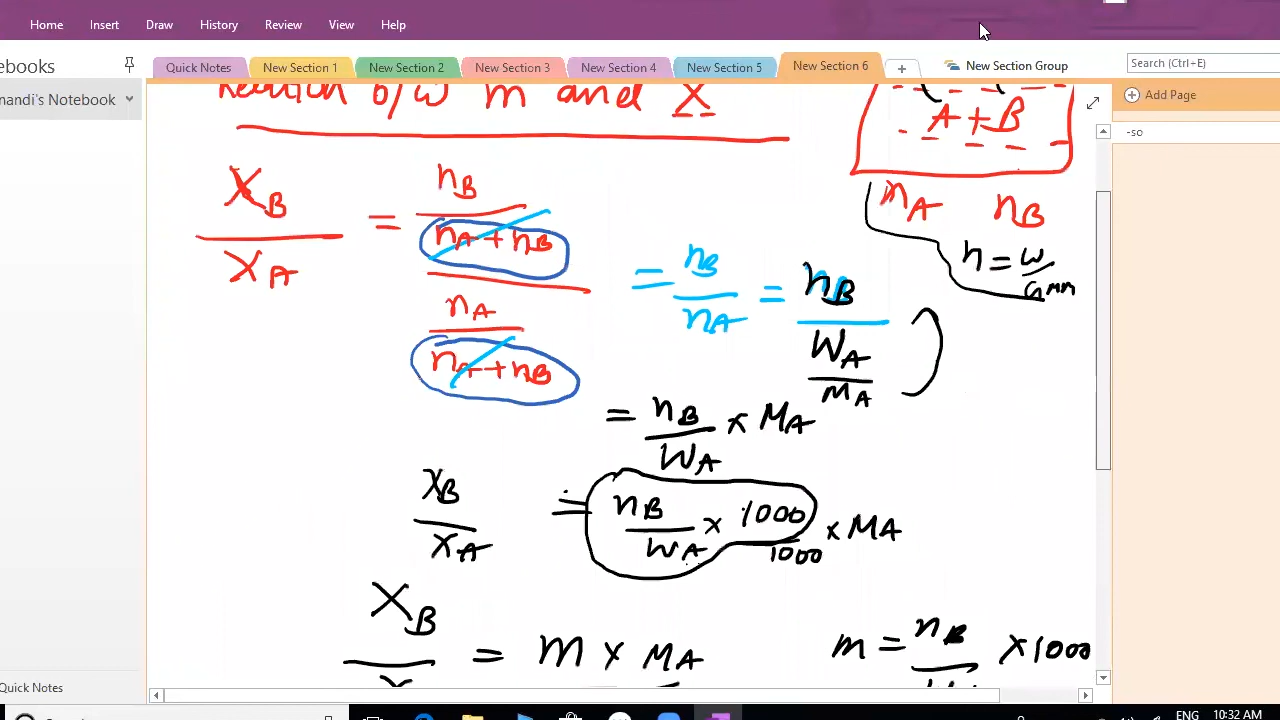 Home Insert Draw History Review View Help
ebooks Quick Notes New Section 1 New Section 2 New Section 3 New Section 4 New Section 5 New Section 6 + New Section Group Search (Ctrl+E)
nandi's Notebook
Add Page
-so
Relation b/w m and X
A + B
nA nB
n = w/GMM
XB/XA = (nB/(nA + nB))/(nA/(nA + nB)) = nB/nA = nB/(WA/MA)
= nB/WA × MA
XB/XA = nB/WA × 1000/1000 × MA
XB = m × MA
m = nB × 1000
Quick Notes
ENG 10:32 AM